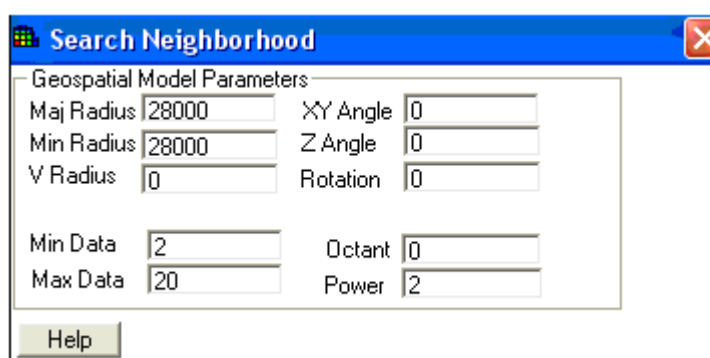 Search Neighborhood
Geospatial Model Parameters
Maj Radius 28000 XY Angle 0
Min Radius 28000 Z Angle 0
V Radius 0 Rotation 0
Min Data 2 Octant 0
Max Data 20 Power 2
Help